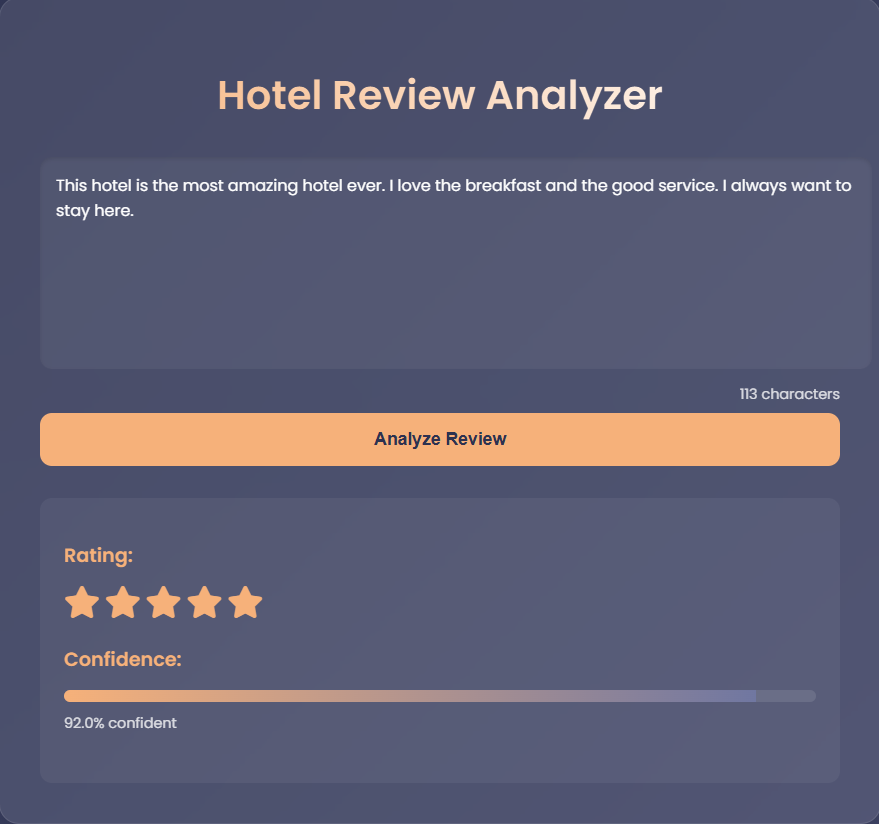 Hotel Review Analyzer
This hotel is the most amazing hotel ever. I love the breakfast and the good service. I always want to
stay here.
113 characters
Analyze Review
Rating:
Confidence:
92.0% confident